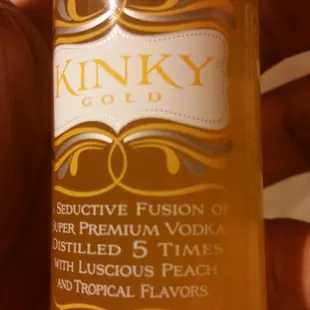 KINKY
GOLD
SEDUCTIVE FUSION OF
SUPER PREMIUM VODKA
DISTILLED 5 TIMES
WITH LUSCIOUS PEACH
AND TROPICAL FLAVORS